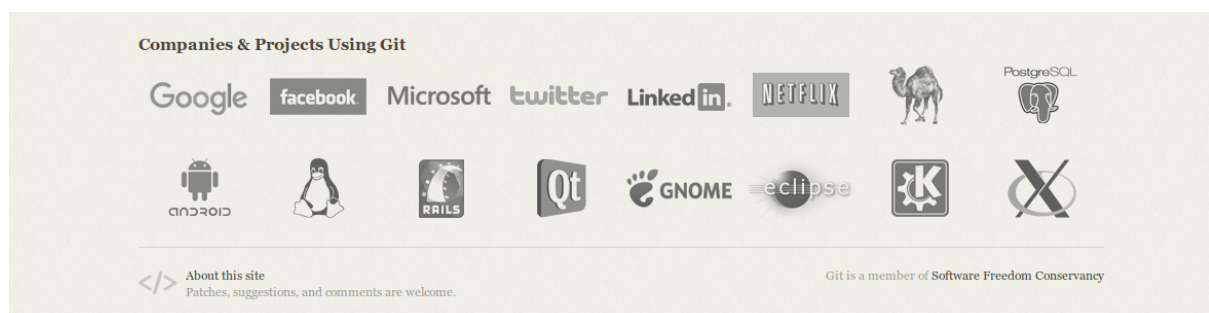 Companies & Projects Using Git
Google facebook Microsoft twitter Linked in. NETFLIX PostgreSQL
ANDROID RAILS Qt GNOME eclipse K X
</> About this site
Patches, suggestions, and comments are welcome.
Git is a member of Software Freedom Conservancy